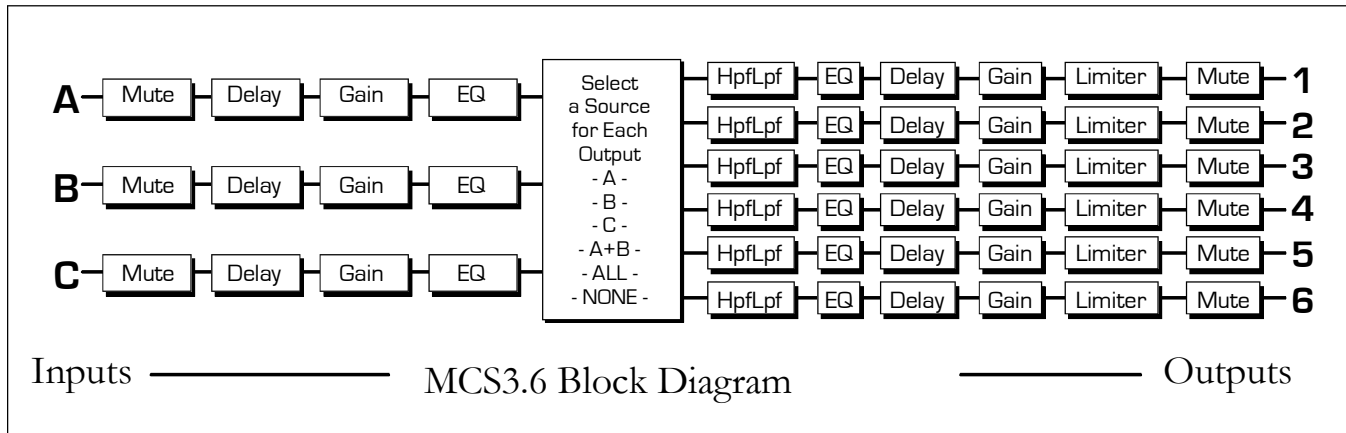 A Mute Delay Gain EQ
B Mute Delay Gain EQ
C Mute Delay Gain EQ
Select
a Source
for Each
Output
- A -
- B -
- C -
- A+B -
- ALL -
- NONE -
HpfLpf EQ Delay Gain Limiter Mute 1
HpfLpf EQ Delay Gain Limiter Mute 2
HpfLpf EQ Delay Gain Limiter Mute 3
HpfLpf EQ Delay Gain Limiter Mute 4
HpfLpf EQ Delay Gain Limiter Mute 5
HpfLpf EQ Delay Gain Limiter Mute 6
Inputs MCS3.6 Block Diagram Outputs